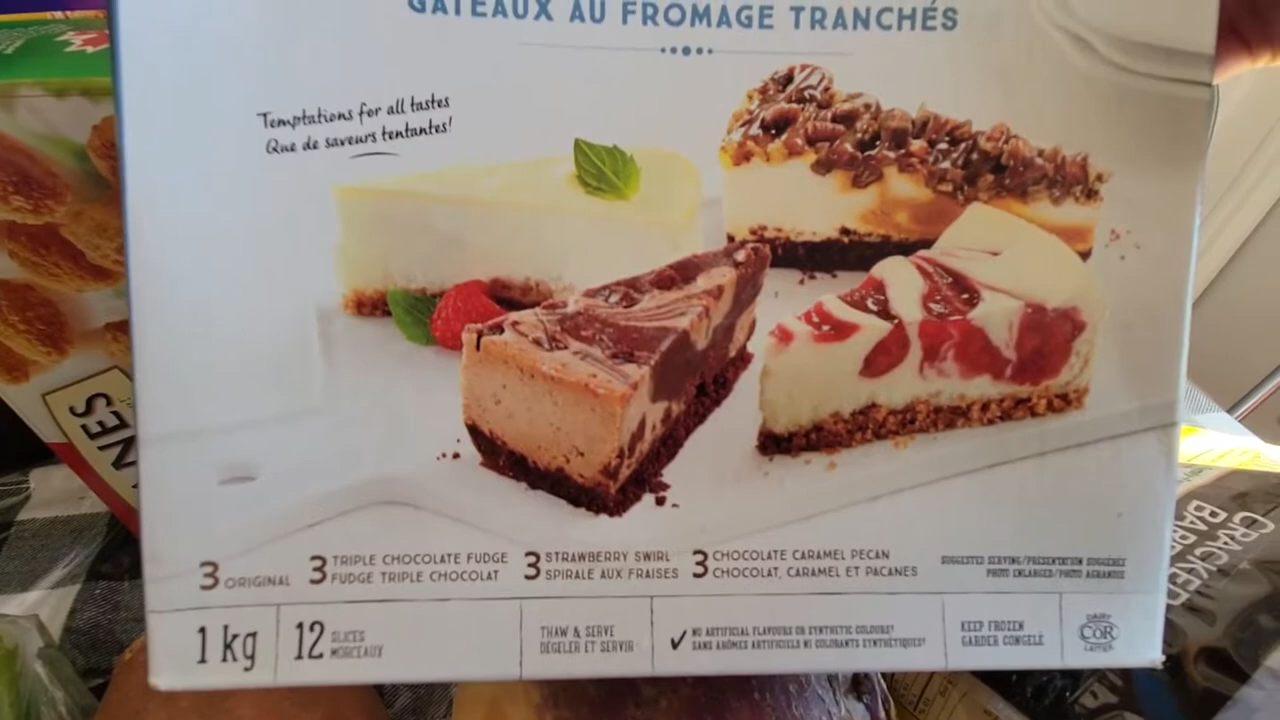 GÂTEAUX AU FROMAGE TRANCHÉS
Temptations for all tastes
Que de saveurs tentantes!
3 ORIGINAL
3 TRIPLE CHOCOLATE FUDGE
FUDGE TRIPLE CHOCOLAT
3 STRAWBERRY SWIRL
SPIRALE AUX FRAISES
3 CHOCOLATE CARAMEL PECAN
CHOCOLAT, CARAMEL ET PACANES
SUGGESTED SERVING/PRÉSENTATION SUGGÉRÉE
PHOTO ENLARGED/PHOTO AGRANDIE
1 kg
12 SLICES
MORCEAUX
THAW & SERVE
DÉGELER ET SERVIR
NO ARTIFICIAL FLAVOURS OR SYNTHETIC COLOURS!
SANS ARÔMES ARTIFICIELS NI COLORANTS SYNTHÉTIQUES!
KEEP FROZEN
GARDER CONGELÉ
DAIRY
COR
LAITIER
NES
CRACKED